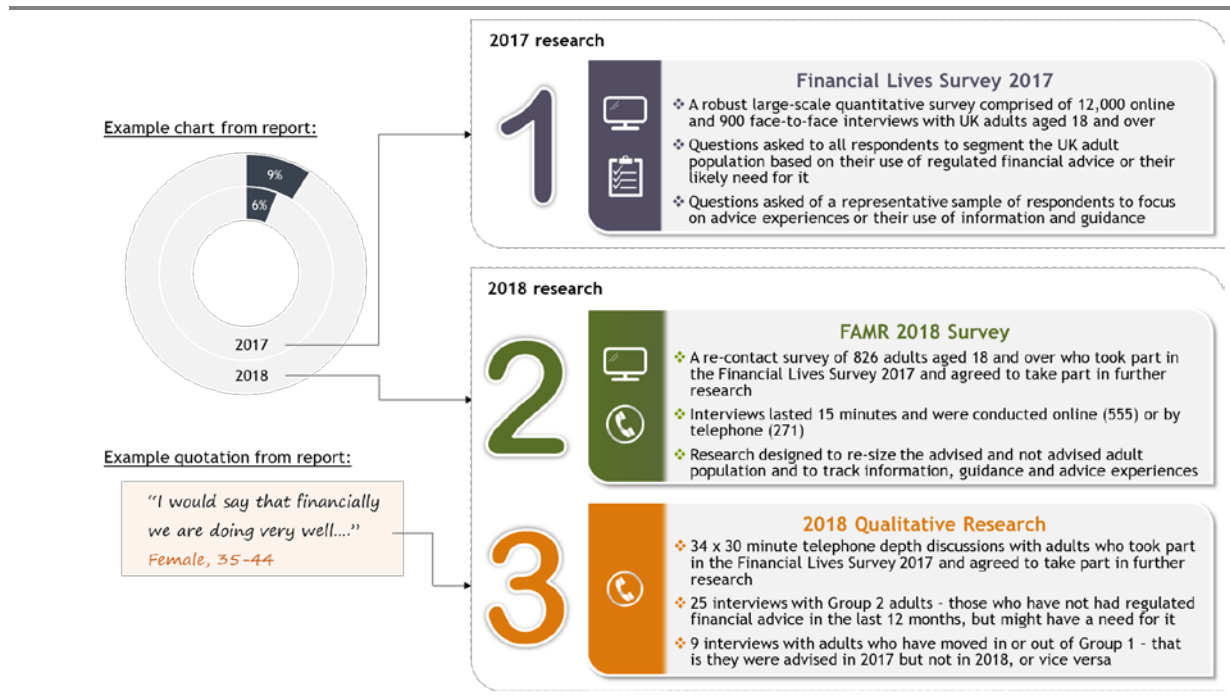 Example chart from report:
9%
6%
2017
2018
Example quotation from report:
"I would say that financially
we are doing very well...."
Female, 35-44
2017 research
1
Financial Lives Survey 2017
❖ A robust large-scale quantitative survey comprised of 12,000 online
and 900 face-to-face interviews with UK adults aged 18 and over
❖ Questions asked to all respondents to segment the UK adult
population based on their use of regulated financial advice or their
likely need for it
❖ Questions asked of a representative sample of respondents to focus
on advice experiences or their use of information and guidance
2018 research
2
FAMR 2018 Survey
❖ A re-contact survey of 826 adults aged 18 and over who took part in
the Financial Lives Survey 2017 and agreed to take part in further
research
❖ Interviews lasted 15 minutes and were conducted online (555) or by
telephone (271)
❖ Research designed to re-size the advised and not advised adult
population and to track information, guidance and advice experiences
3
2018 Qualitative Research
❖ 34 x 30 minute telephone depth discussions with adults who took part
in the Financial Lives Survey 2017 and agreed to take part in further
research
❖ 25 interviews with Group 2 adults - those who have not had regulated
financial advice in the last 12 months, but might have a need for it
❖ 9 interviews with adults who have moved in or out of Group 1 - that
is they were advised in 2017 but not in 2018, or vice versa